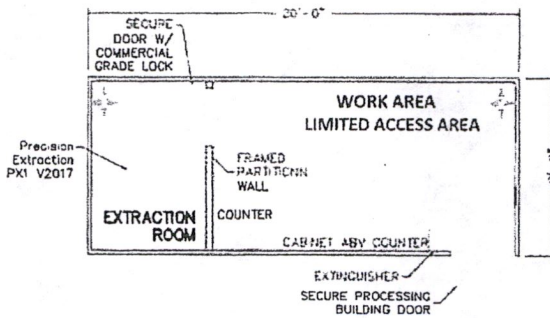 20'-0"
SECURE
DOOR W/
COMMERCIAL
GRADE LOCK
WORK AREA
LIMITED ACCESS AREA
Precision
Extraction
PX1 V2017
FRAMED
PARTITION
WALL
EXTRACTION
ROOM
COUNTER
CABINET ABV COUNTER
EXTINGUISHER
SECURE PROCESSING
BUILDING DOOR